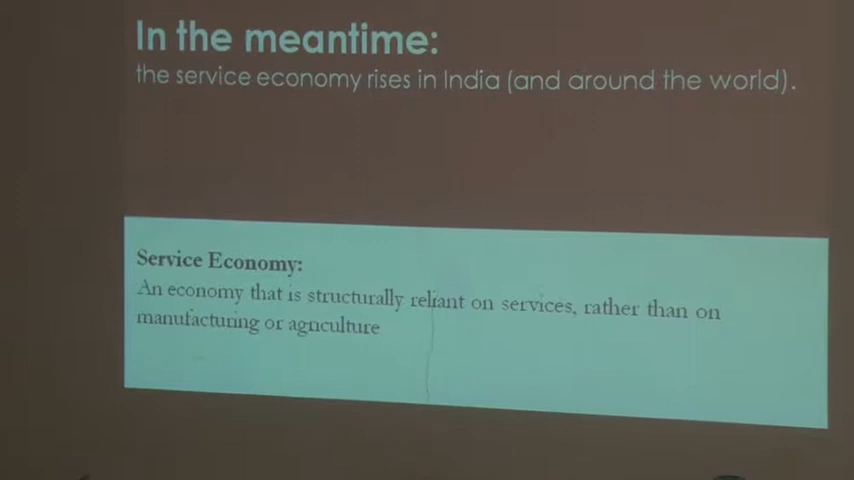 In the meantime:
the service economy rises in India (and around the world).
Service Economy:
An economy that is structurally reliant on services, rather than on
manufacturing or agriculture